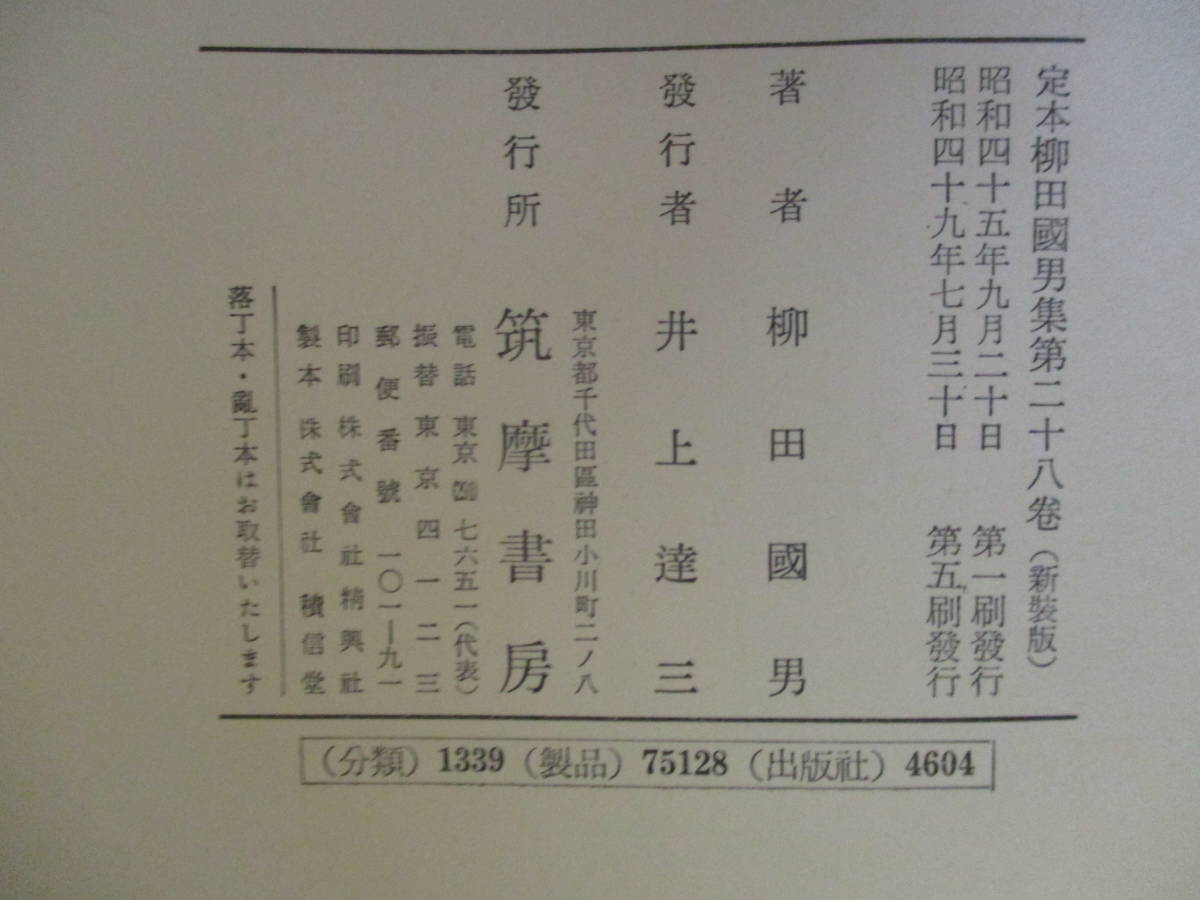 定本柳田國男集第二十八卷（新裝版）
昭和四十五年九月二十日　第一刷發行
昭和四十九年七月三十日　第五刷發行
著者　柳田國男
發行者　井上達三
東京都千代田區神田小川町二ノ八
發行所　筑摩書房
電話　東京　七六五一（代表）
振替　東京　四一二三
郵便番號　一〇一―九一
印刷　株式會社　精興社
製本　株式會社　積信堂
落丁本・亂丁本はお取替いたします
（分類）1339（製品）75128（出版社）4604